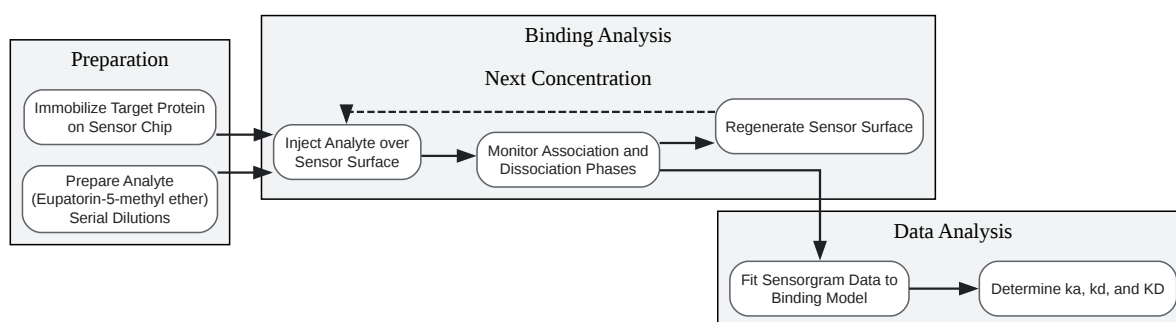 Preparation
Immobilize Target Protein
on Sensor Chip
Prepare Analyte
(Eupatorin-5-methyl ether)
Serial Dilutions
Binding Analysis
Next Concentration
Inject Analyte over
Sensor Surface
Monitor Association and
Dissociation Phases
Regenerate Sensor Surface
Data Analysis
Fit Sensorgram Data to
Binding Model
Determine ka, kd, and KD